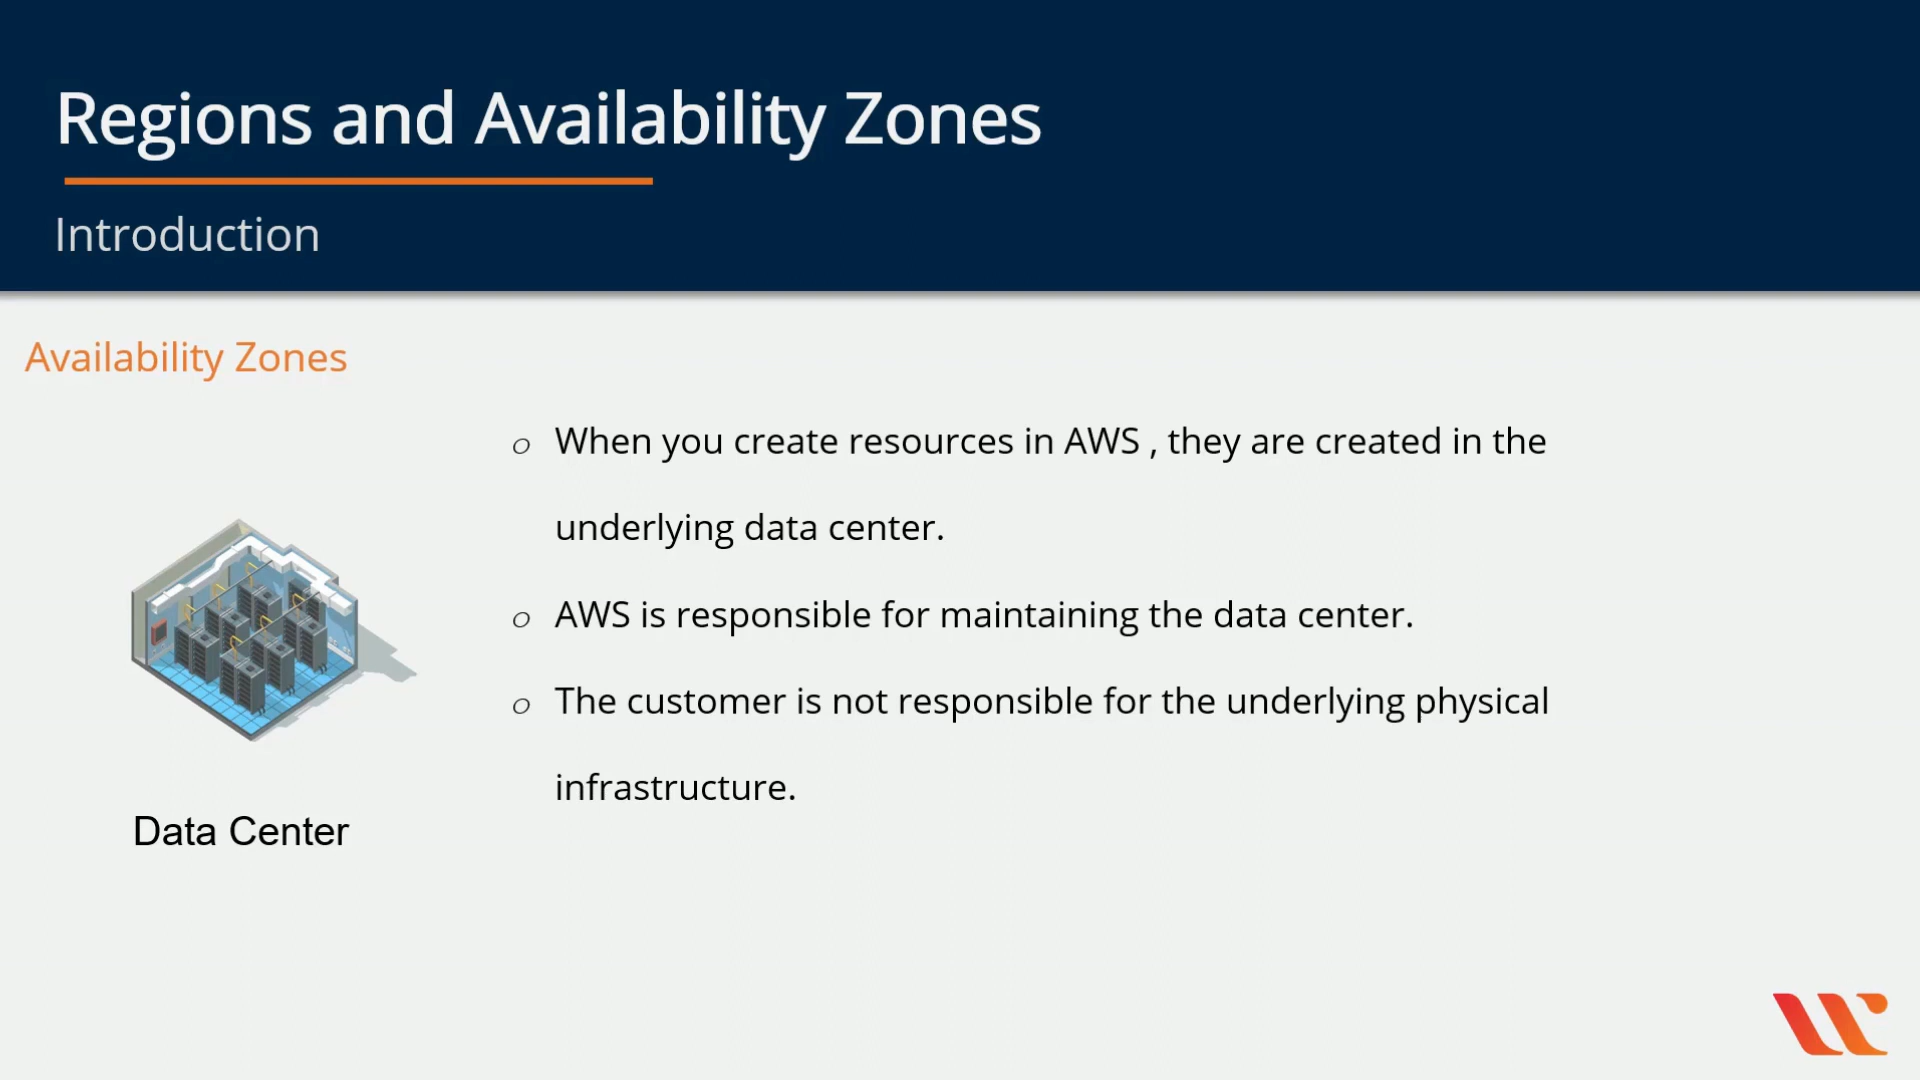 Regions and Availability Zones
Introduction
Availability Zones
o When you create resources in AWS , they are created in the
underlying data center.
o AWS is responsible for maintaining the data center.
o The customer is not responsible for the underlying physical
infrastructure.
Data Center